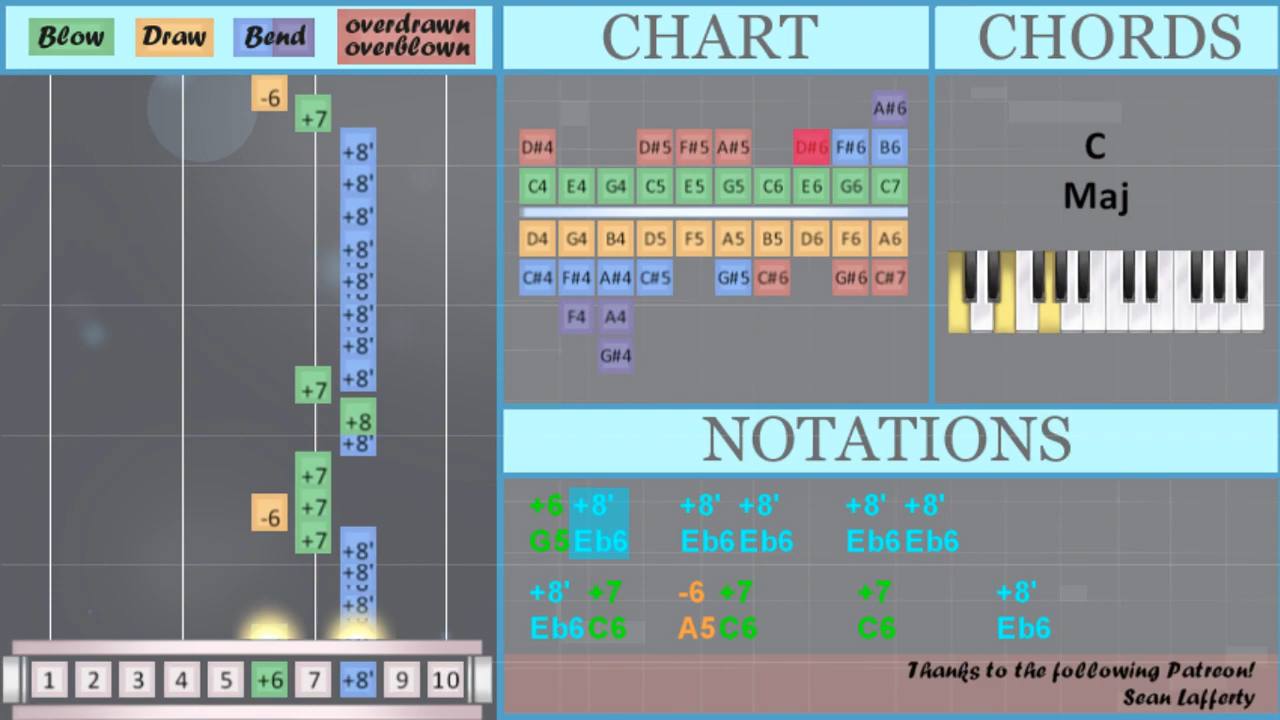 Blow Draw Bend overdrawn
overblown
CHART
CHORDS
-6
+7
+8'
+8'
+8'
+8'
+8'
+8'
+8'
+7 +8'
+8
+8'
+7
-6 +7
+7
+8'
+8'
+8'
1 2 3 4 5 +6 7 +8' 9 10
A#6
D#4 D#5 F#5 A#5 D#6 F#6 B6
C4 E4 G4 C5 E5 G5 C6 E6 G6 C7
D4 G4 B4 D5 F5 A5 B5 D6 F6 A6
C#4 F#4 A#4 C#5 G#5 C#6 G#6 C#7
F4 A4
G#4
C
Maj
NOTATIONS
+6 +8' +8' +8' +8' +8'
G5 Eb6 Eb6 Eb6 Eb6 Eb6
+8' +7 -6 +7 +7 +8'
Eb6 C6 A5 C6 C6 Eb6
Thanks to the following Patreon!
Sean Lafferty